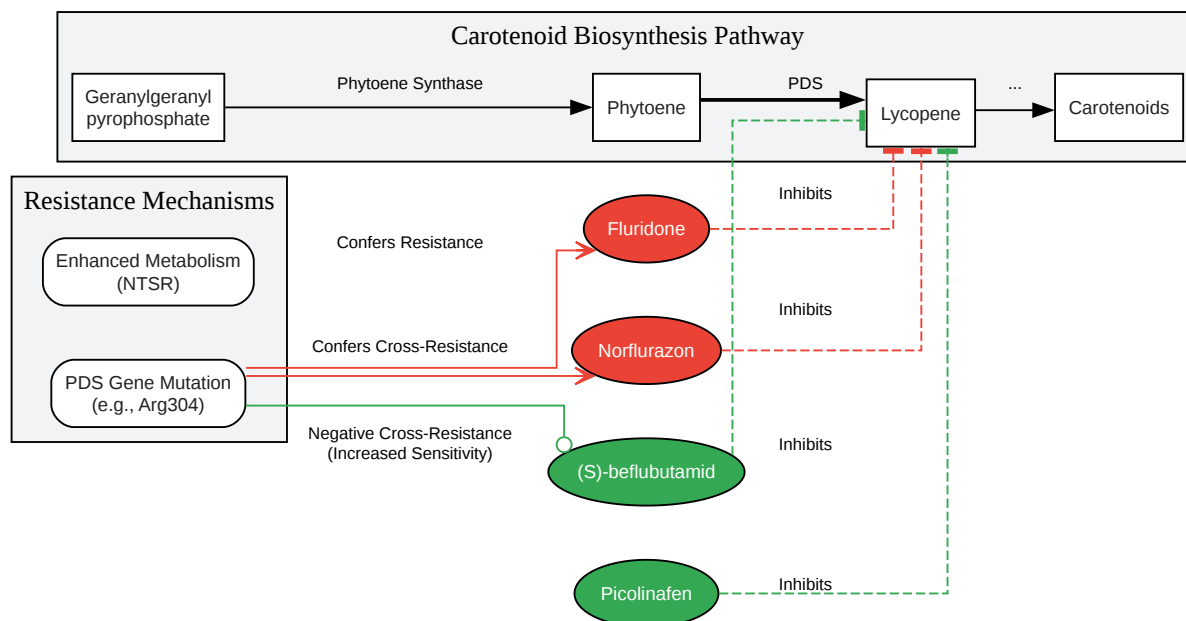 Carotenoid Biosynthesis Pathway
Geranylgeranyl
pyrophosphate
Phytoene Synthase
Phytoene
PDS
Lycopene
...
Carotenoids
Resistance Mechanisms
Enhanced Metabolism
(NTSR)
PDS Gene Mutation
(e.g., Arg304)
Confers Resistance
Fluridone
Inhibits
Confers Cross-Resistance
Norflurazon
Inhibits
Negative Cross-Resistance
(Increased Sensitivity)
(S)-beflubutamid
Inhibits
Picolinafen
Inhibits